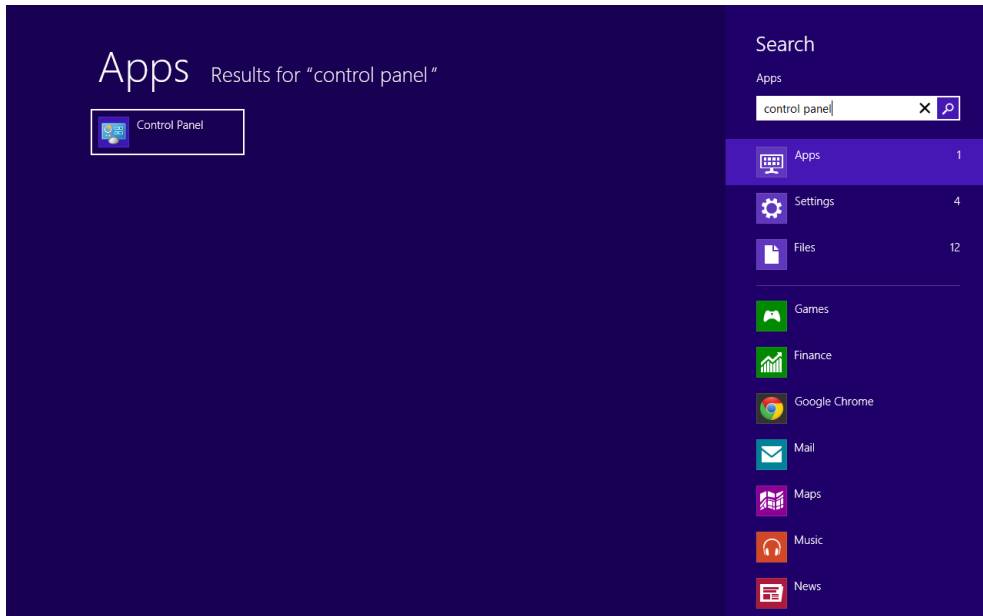 Apps Results for “control panel”
Control Panel
Search
Apps
control panel
Apps 1
Settings 4
Files 12
Games
Finance
Google Chrome
Mail
Maps
Music
News